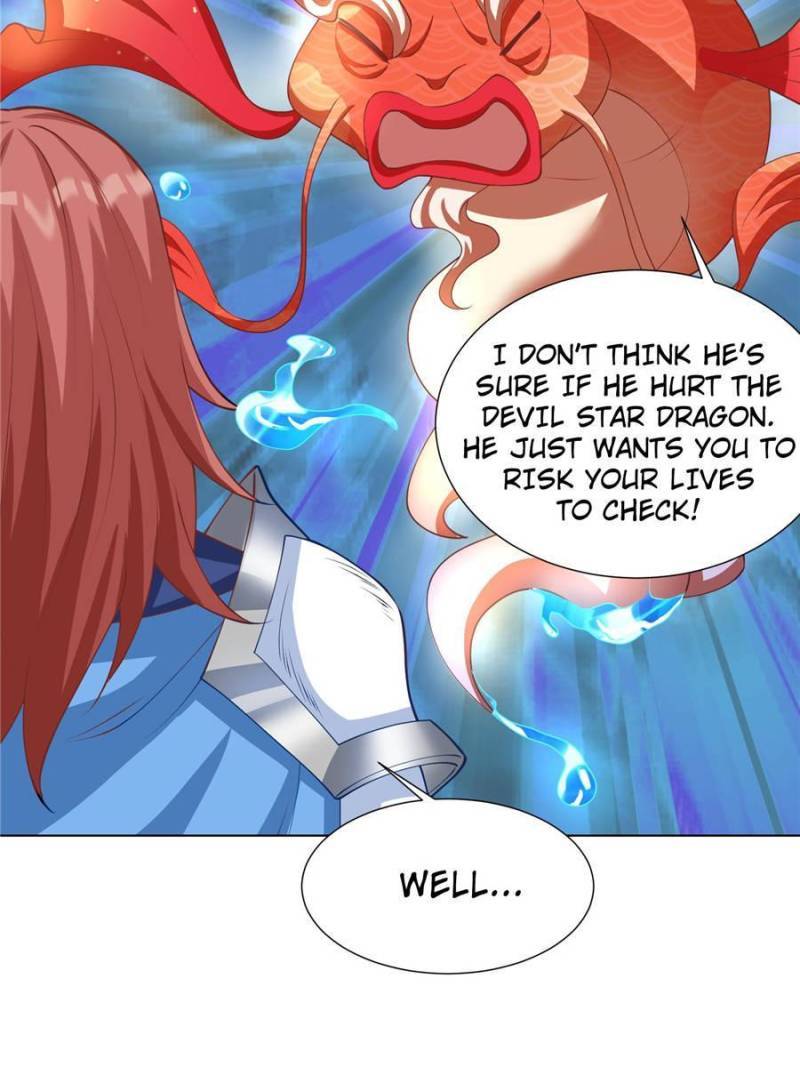 I DON'T THINK HE'S
SURE IF HE HURT THE
DEVIL STAR DRAGON.
HE JUST WANTS YOU TO
RISK YOUR LIVES
TO CHECK!
WELL...